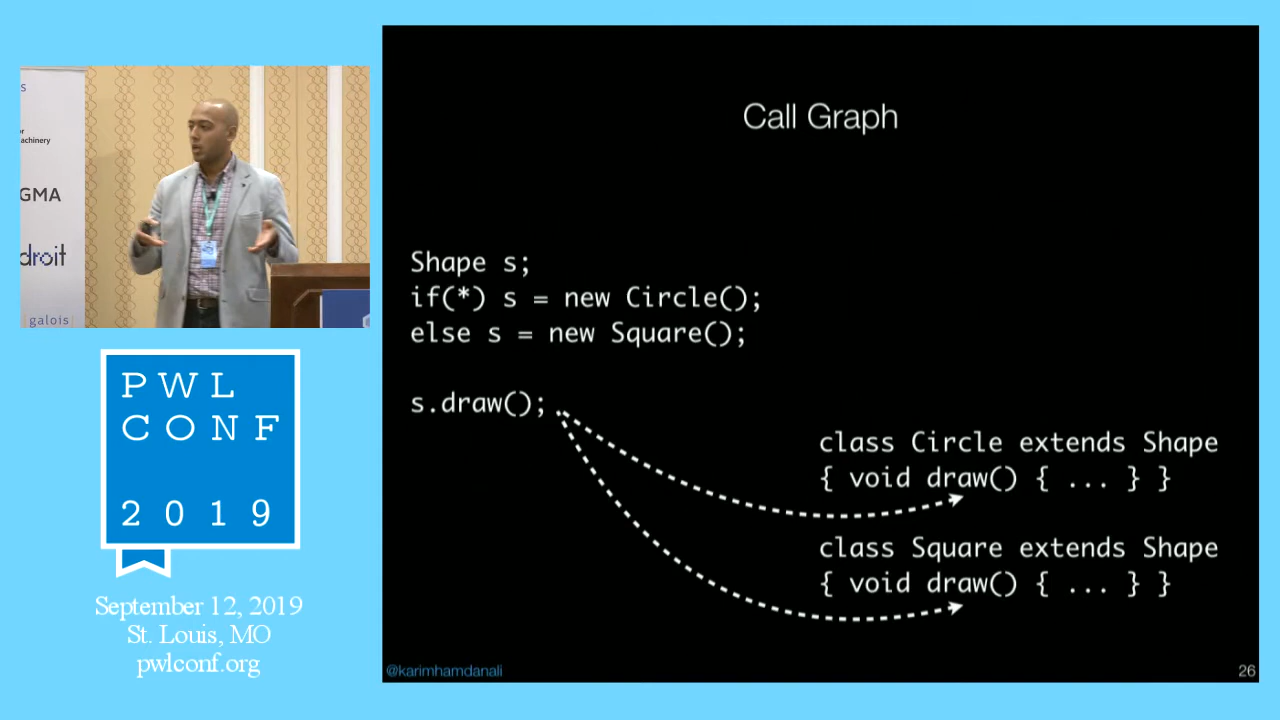 s
or
achinery
GMA
droit
galois
PWL
CONF
2019
September 12, 2019
St. Louis, MO
pwlconf.org
Call Graph
Shape s;
if(*) s = new Circle();
else s = new Square();
s.draw();
class Circle extends Shape
{ void draw() { ... } }
class Square extends Shape
{ void draw() { ... } }
@karimhamdanali
26